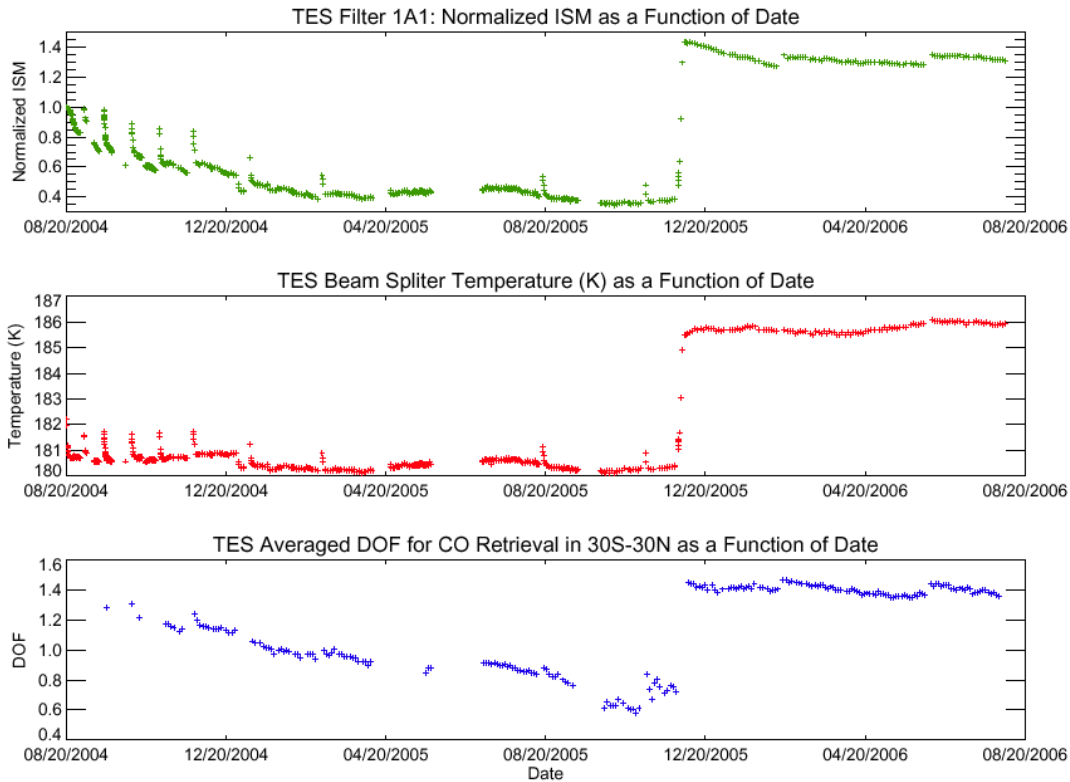 TES Filter 1A1: Normalized ISM as a Function of Date
Normalized ISM
1.4
1.2
1.0
0.8
0.6
0.4
08/20/2004 12/20/2004 04/20/2005 08/20/2005 12/20/2005 04/20/2006 08/20/2006
TES Beam Spliter Temperature (K) as a Function of Date
Temperature (K)
187
186
185
184
183
182
181
180
08/20/2004 12/20/2004 04/20/2005 08/20/2005 12/20/2005 04/20/2006 08/20/2006
TES Averaged DOF for CO Retrieval in 30S-30N as a Function of Date
DOF
1.6
1.4
1.2
1.0
0.8
0.6
0.4
08/20/2004 12/20/2004 04/20/2005 08/20/2005 12/20/2005 04/20/2006 08/20/2006
Date